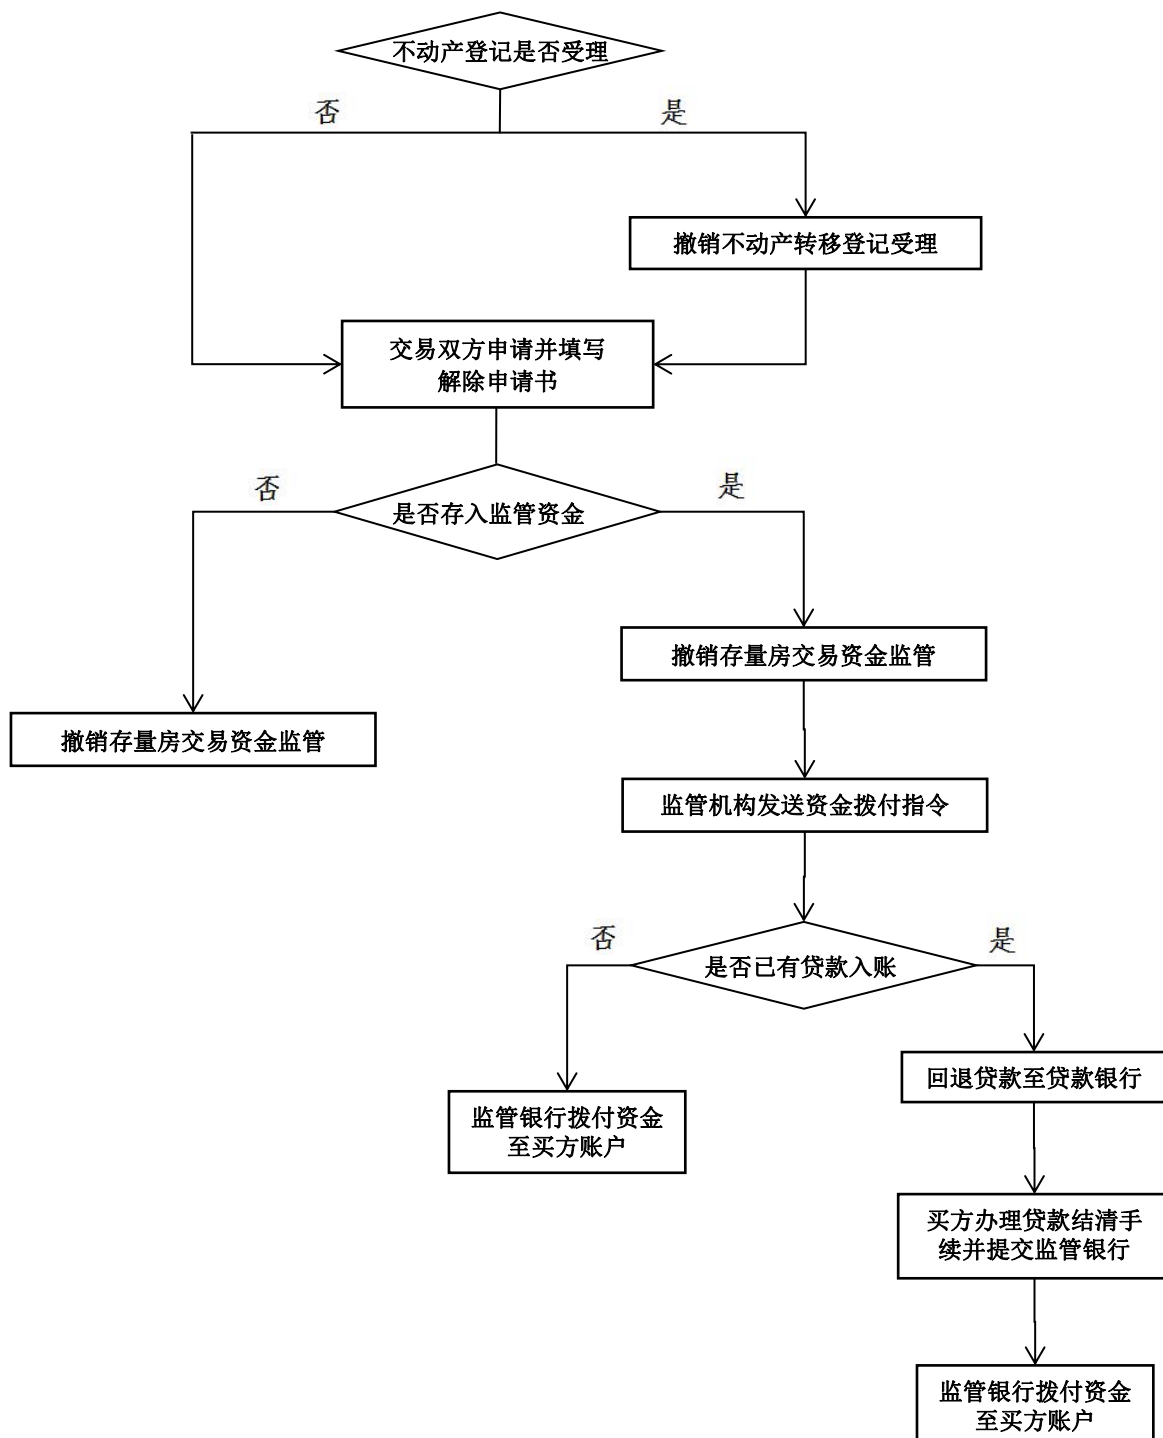 不动产登记是否受理
否
是
撤销不动产转移登记受理
交易双方申请并填写
解除申请书
否
是
是否存入监管资金
撤销存量房交易资金监管
撤销存量房交易资金监管
监管机构发送资金拨付指令
否
是
是否已有贷款入账
回退贷款至贷款银行
监管银行拨付资金
至买方账户
买方办理贷款结清手
续并提交监管银行
监管银行拨付资金
至买方账户